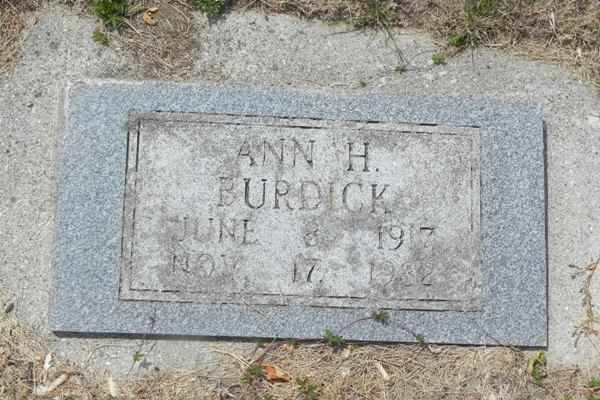 ANN H.
BURDICK
JUNE 8, 1917
NOV. 17, 1982